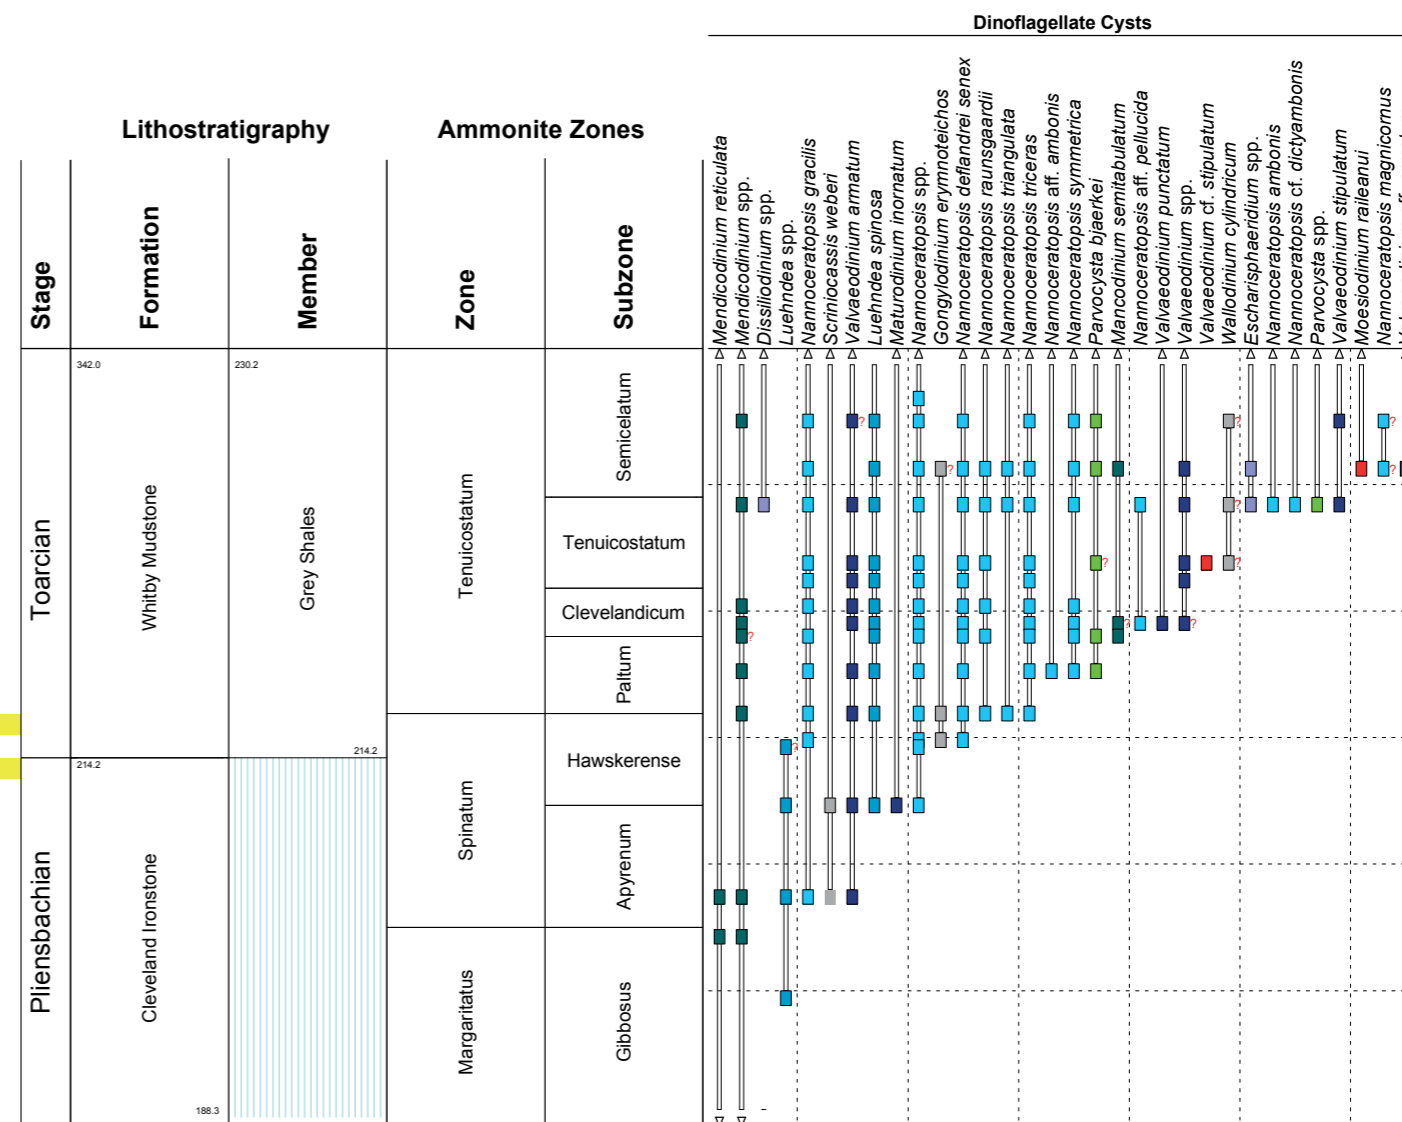 Dinoflagellate Cysts
Lithostratigraphy
Ammonite Zones
Stage
Formation
Member
Zone
Subzone
Mendicodinium reticulata
Mendicodinium spp.
Dissiliodinium spp.
Luehndea spp.
Nannoceratopsis gracilis
Scriniocassis weberi
Valvaeodinium armatum
Luehndea spinosa
Maturodinium inornatum
Nannoceratopsis spp.
Gongylodinium erymnoteichos
Nannoceratopsis deflandrei senex
Nannoceratopsis raunsgaardii
Nannoceratopsis triangulata
Nannoceratopsis triceras
Nannoceratopsis aff. ambonis
Nannoceratopsis symmetrica
Parvocysta bjaerkei
Mancodinium semitabulatum
Nannoceratopsis aff. pellucida
Valvaeodinium punctatum
Valvaeodinium spp.
Valvaeodinium cf. stipulatum
Wallodinium cylindricum
Escharisphaeridium spp.
Nannoceratopsis ambonis
Nannoceratopsis cf. dictyambonis
Parvocysta spp.
Valvaeodinium stipulatum
Moesiodinium raileanui
Nannoceratopsis magnicornus
342.0
230.2
Toarcian
Whitby Mudstone
Grey Shales
Tenuicostatum
Semicelatum
Tenuicostatum
Clevelandicum
Paltum
214.2
214.2
Hawskerense
Spinatum
Apyrenum
Pliensbachian
Cleveland Ironstone
Margaritatus
Gibbosus
188.3
? ?
? ?
?
? ?
? ?
?
?